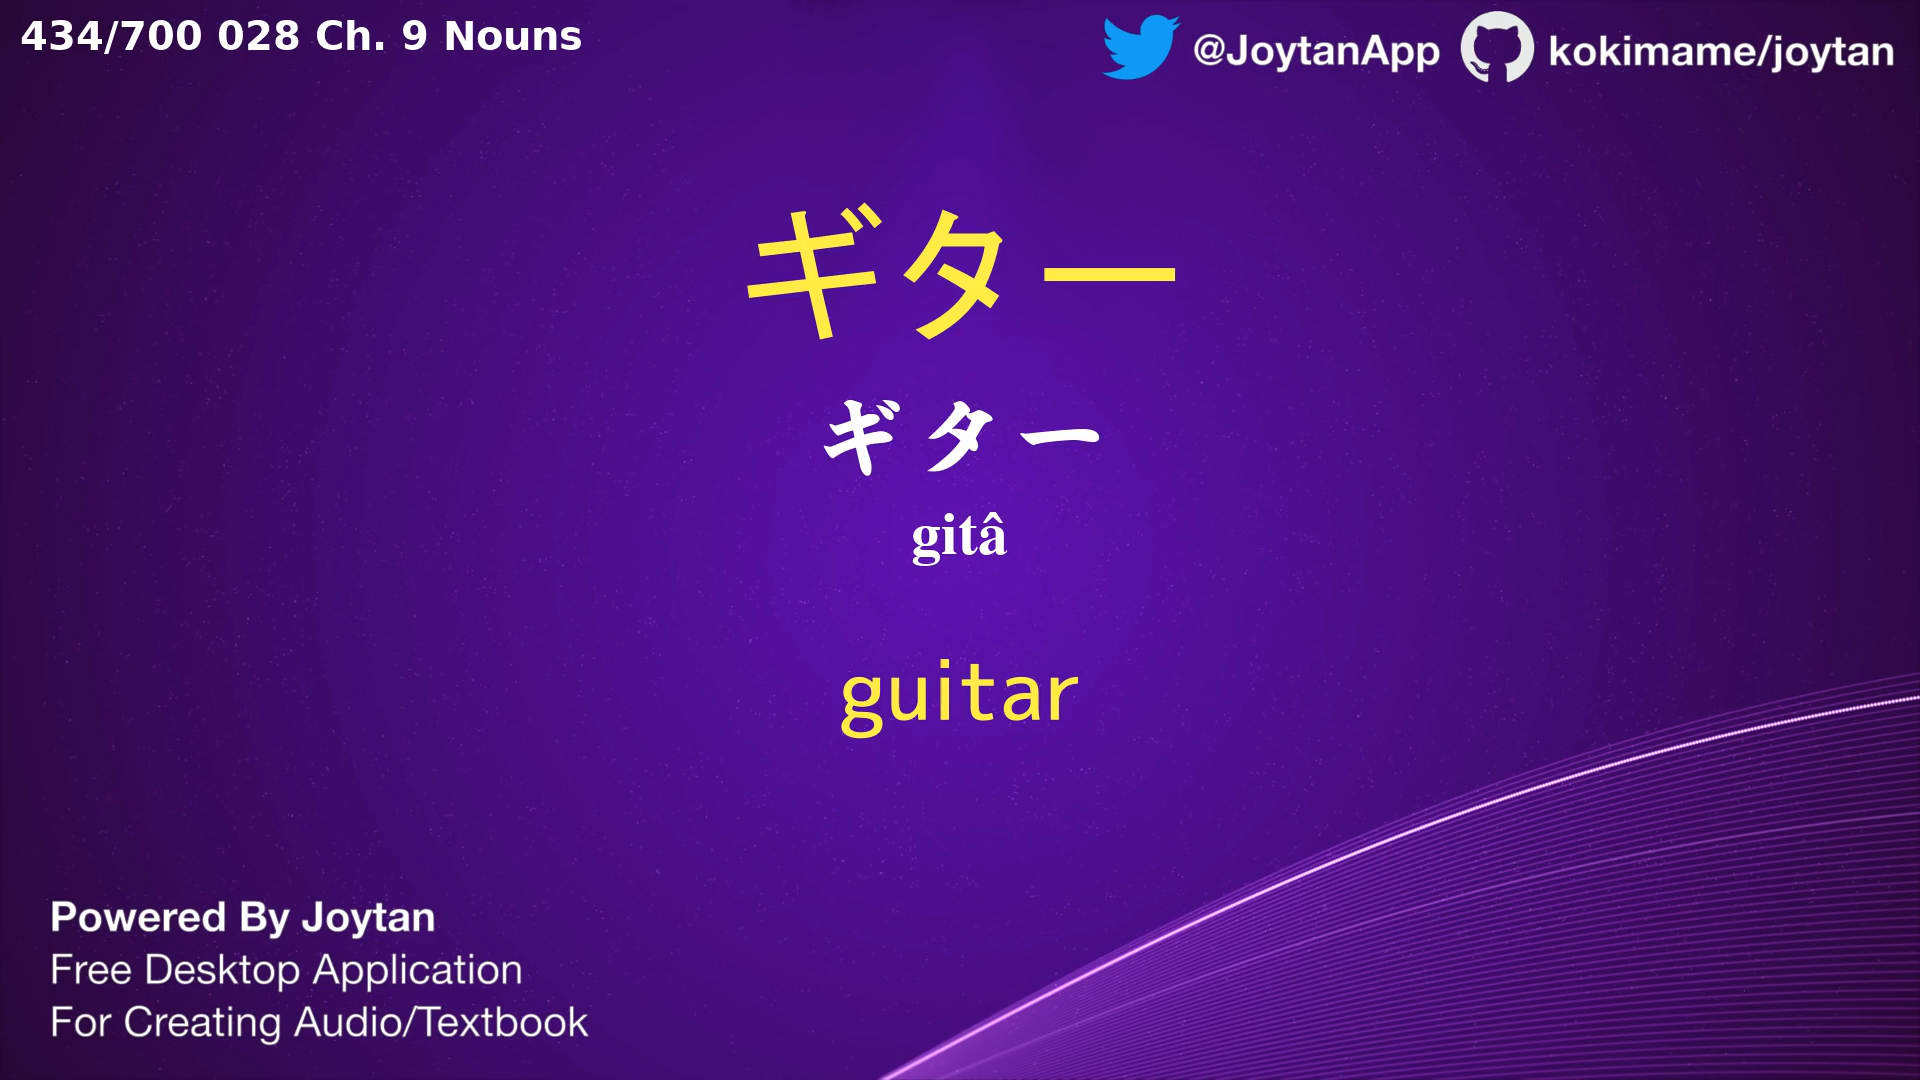 434/700 028 Ch. 9 Nouns
@JoytanApp
kokimame/joytan
ギター
ギター
gitâ
guitar
Powered By Joytan
Free Desktop Application
For Creating Audio/Textbook